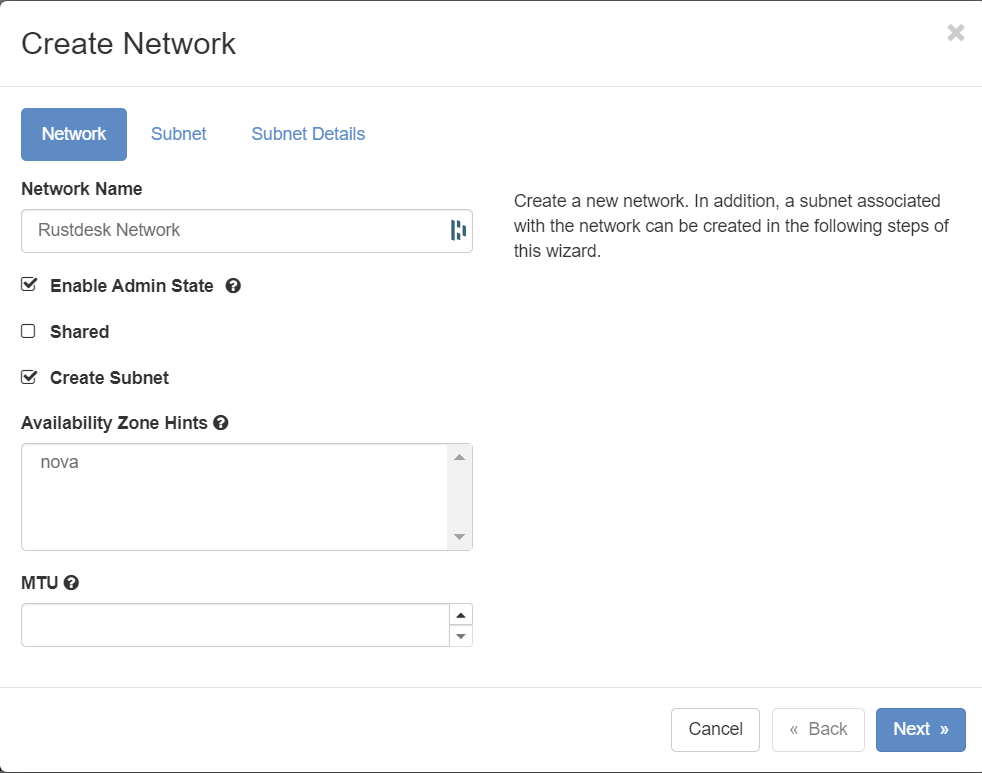 Create Network
Network
Subnet
Subnet Details
Network Name
Rustdesk Network
Create a new network. In addition, a subnet associated
with the network can be created in the following steps of
this wizard.
Enable Admin State
Shared
Create Subnet
Availability Zone Hints
nova
MTU
Cancel
« Back
Next »